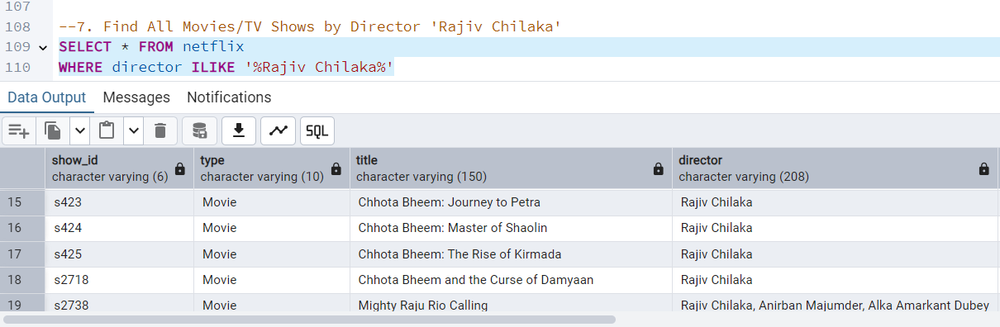 107
108 --7. Find All Movies/TV Shows by Director 'Rajiv Chilaka'
109 SELECT * FROM netflix
110 WHERE director ILIKE '%Rajiv Chilaka%'
Data Output Messages Notifications
SQL
show_id type title director
character varying (6) character varying (10) character varying (150) character varying (208)
15 s423 Movie Chhota Bheem: Journey to Petra Rajiv Chilaka
16 s424 Movie Chhota Bheem: Master of Shaolin Rajiv Chilaka
17 s425 Movie Chhota Bheem: The Rise of Kirmada Rajiv Chilaka
18 s2718 Movie Chhota Bheem and the Curse of Damyaan Rajiv Chilaka
19 s2738 Movie Mighty Raju Rio Calling Rajiv Chilaka, Anirban Majumder, Alka Amarkant Dubey